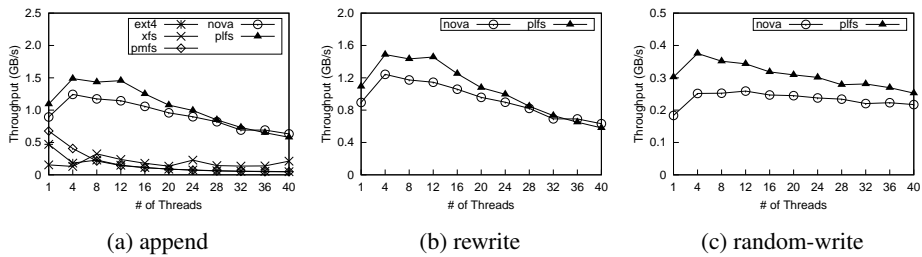 ext4
xfs
pmfs
nova
plfs
Throughput (GB/s)
2.5
2.0
1.5
1.0
0.5
0
1 4 8 12 16 20 24 28 32 36 40
# of Threads
(a) append
nova
plfs
Throughput (GB/s)
2.0
1.6
1.2
0.8
0.4
0.0
1 4 8 12 16 20 24 28 32 36 40
# of Threads
(b) rewrite
nova
plfs
Throughput (GB/s)
0.5
0.4
0.3
0.2
0.1
0
1 4 8 12 16 20 24 28 32 36 40
# of Threads
(c) random-write